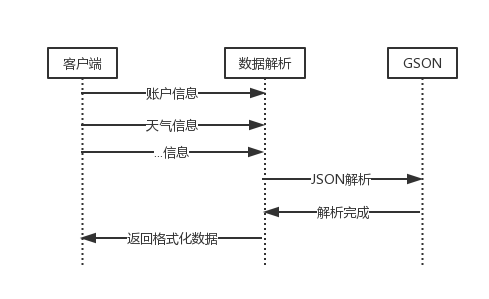 客户端
数据解析
GSON
账户信息
天气信息
...信息
JSON解析
解析完成
返回格式化数据